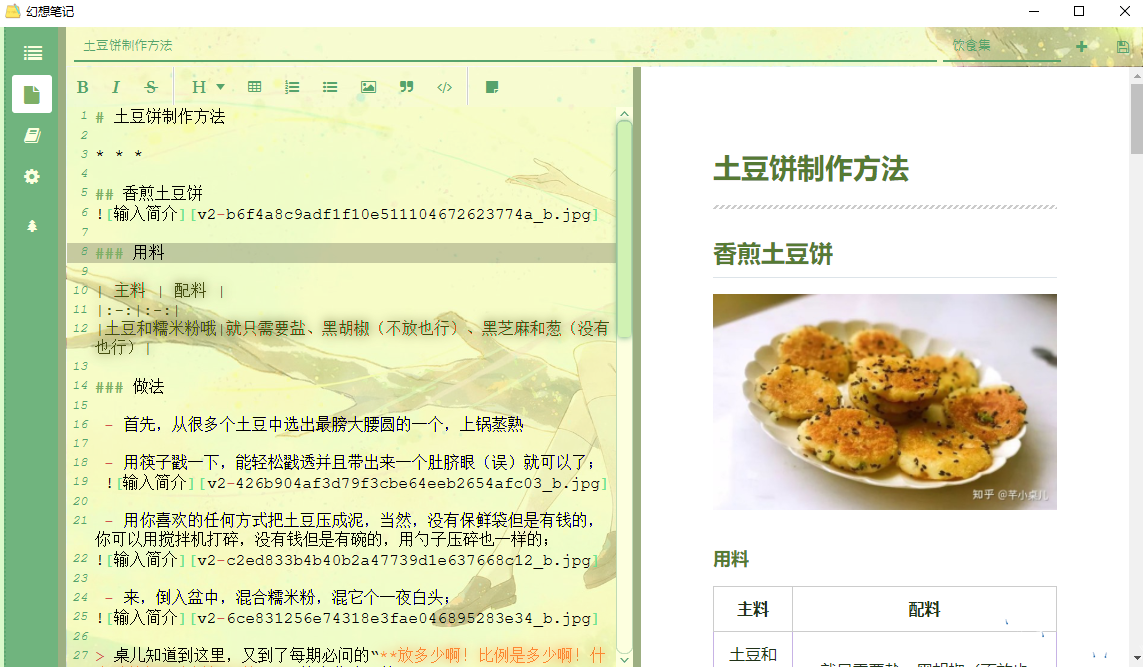 幻想笔记
土豆饼制作方法
饮食集
B I S H
1 # 土豆饼制作方法
2
3 * * *
4
5 ## 香煎土豆饼
6 ![输入简介][v2-b6f4a8c9adf1f10e511104672623774a_b.jpg]
7
8 ### 用料
9
10 | 主料 | 配料 |
11 |:-:|:-:|
12 |土豆和糯米粉哦|就只需要盐、黑胡椒（不放也行）、黑芝麻和葱（没有
也行）|
13
14 ### 做法
15
16 - 首先，从很多个土豆中选出最膀大腰圆的一个，上锅蒸熟
17
18 - 用筷子戳一下，能轻松戳透并且带出来一个肚脐眼（误）就可以了；
19 ![输入简介][v2-426b904af3d79f3cbe64eeb2654afc03_b.jpg]
20
21 - 用你喜欢的任何方式把土豆压成泥，当然，没有保鲜袋但是有钱的，
你可以用搅拌机打碎，没有钱但是有碗的，用勺子压碎也一样的；
22 ![输入简介][v2-c2ed833b4b40b2a47739d1e637668c12_b.jpg]
23
24 - 来，倒入盆中，混合糯米粉，混它个一夜白头；
25 ![输入简介][v2-6ce831256e74318e3fae046895283e34_b.jpg]
26
27 > 桌儿知道到这里，又到了每期必问的“**放多少啊！比例是多少啊！什
土豆饼制作方法
香煎土豆饼
知乎 @芊小桌儿
用料
主料 配料
土豆和